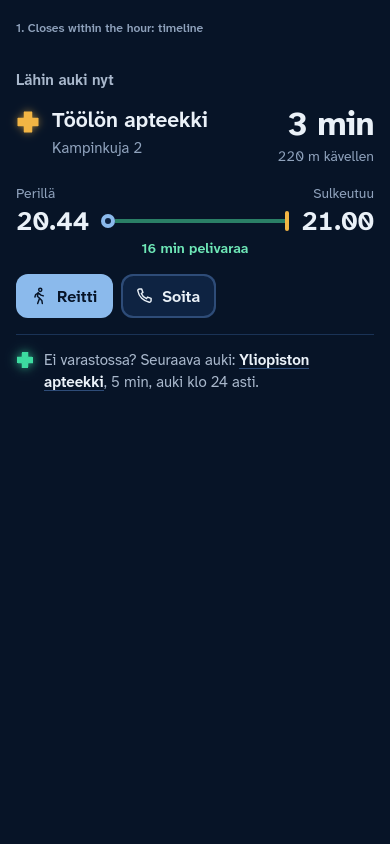 1. Closes within the hour: timeline
Lähin auki nyt
Töölön apteekki
3 min
Kampinkuja 2
220 m kävellen
Perillä
Sulkeutuu
20.44
21.00
16 min pelivaraa
Reitti
Soita
Ei varastossa? Seuraava auki: Yliopiston
apteekki, 5 min, auki klo 24 asti.